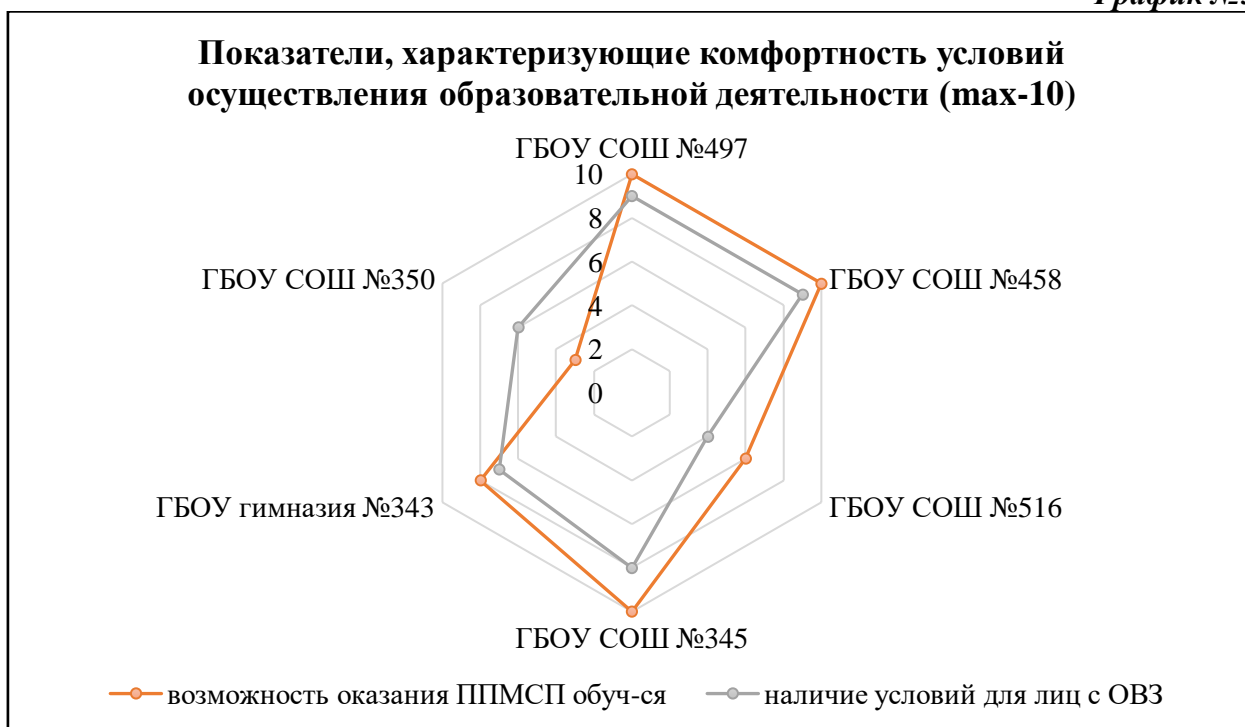 Показатели, характеризующие комфортность условий
осуществления образовательной деятельности (max-10)
ГБОУ СОШ №497
10
8
6
4
2
0
ГБОУ СОШ №350
ГБОУ СОШ №458
ГБОУ гимназия №343
ГБОУ СОШ №516
ГБОУ СОШ №345
возможность оказания ППМСП обуч-ся
наличие условий для лиц с ОВЗ